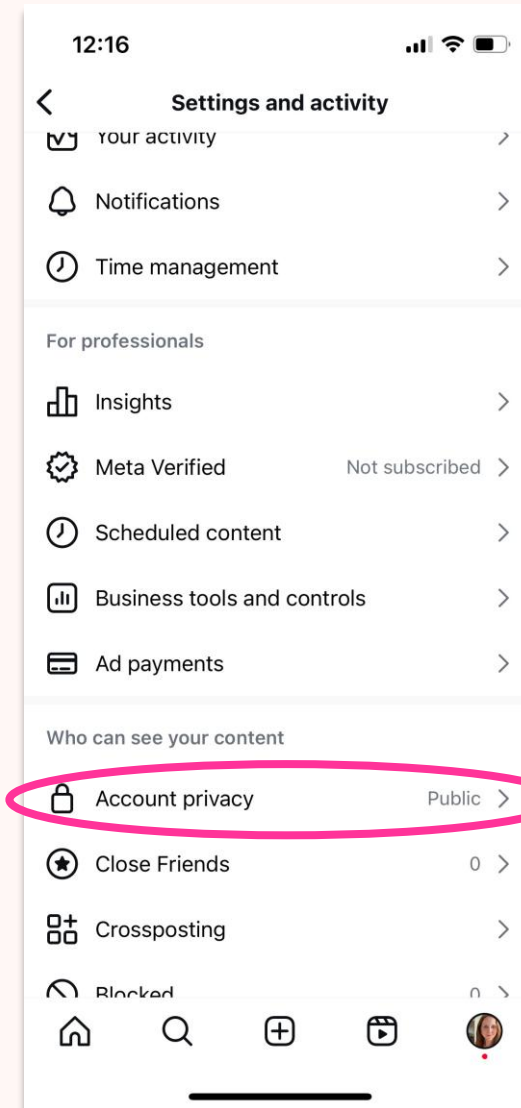 12:16
Settings and activity
Your activity
Notifications
Time management
For professionals
Insights
Meta Verified Not subscribed
Scheduled content
Business tools and controls
Ad payments
Who can see your content
Account privacy Public
Close Friends 0
Crossposting
Blocked 0